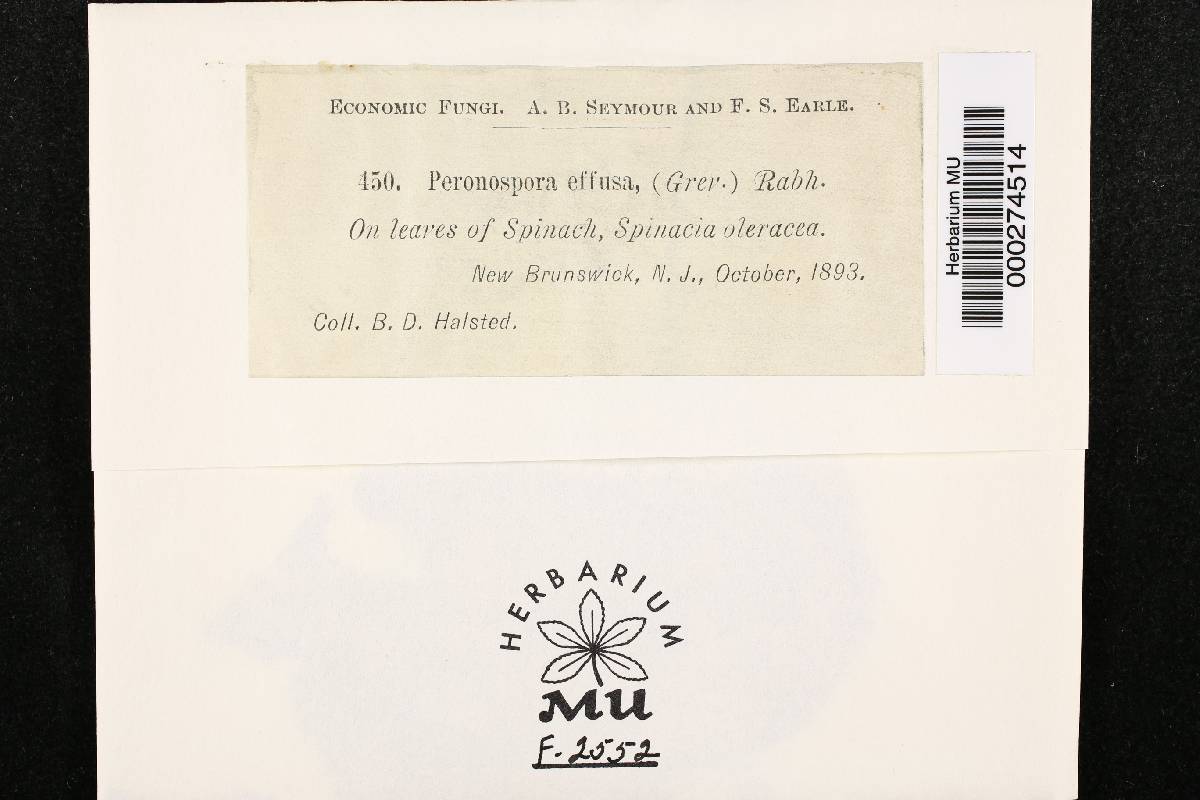 ECONOMIC FUNGI. A. B. SEYMOUR AND F. S. EARLE.
450. Peronospora effusa, (Grev.) Rabh.
On leaves of Spinach, Spinacia oleracea.
New Brunswick, N. J., October, 1893.
Coll. B. D. Halsted.
Herbarium MU
000274514
HERBARIUM
MU
F-2552